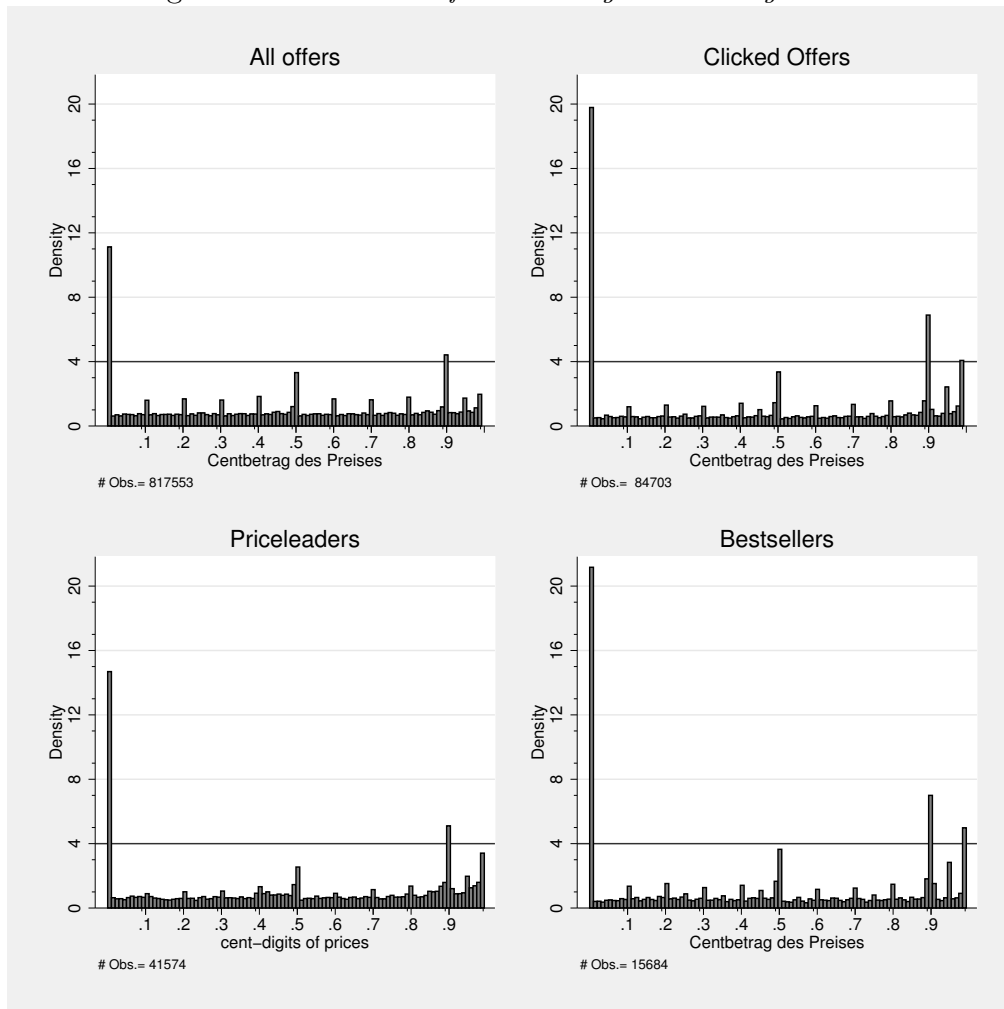 All offers
Density
0 4 8 12 16 20
.1 .2 .3 .4 .5 .6 .7 .8 .9
Centbetrag des Preises
# Obs.= 817553
Clicked Offers
Density
0 4 8 12 16 20
.1 .2 .3 .4 .5 .6 .7 .8 .9
Centbetrag des Preises
# Obs.= 84703
Priceleaders
Density
0 4 8 12 16 20
.1 .2 .3 .4 .5 .6 .7 .8 .9
cent−digits of prices
# Obs.= 41574
Bestsellers
Density
0 4 8 12 16 20
.1 .2 .3 .4 .5 .6 .7 .8 .9
Centbetrag des Preises
# Obs.= 15684